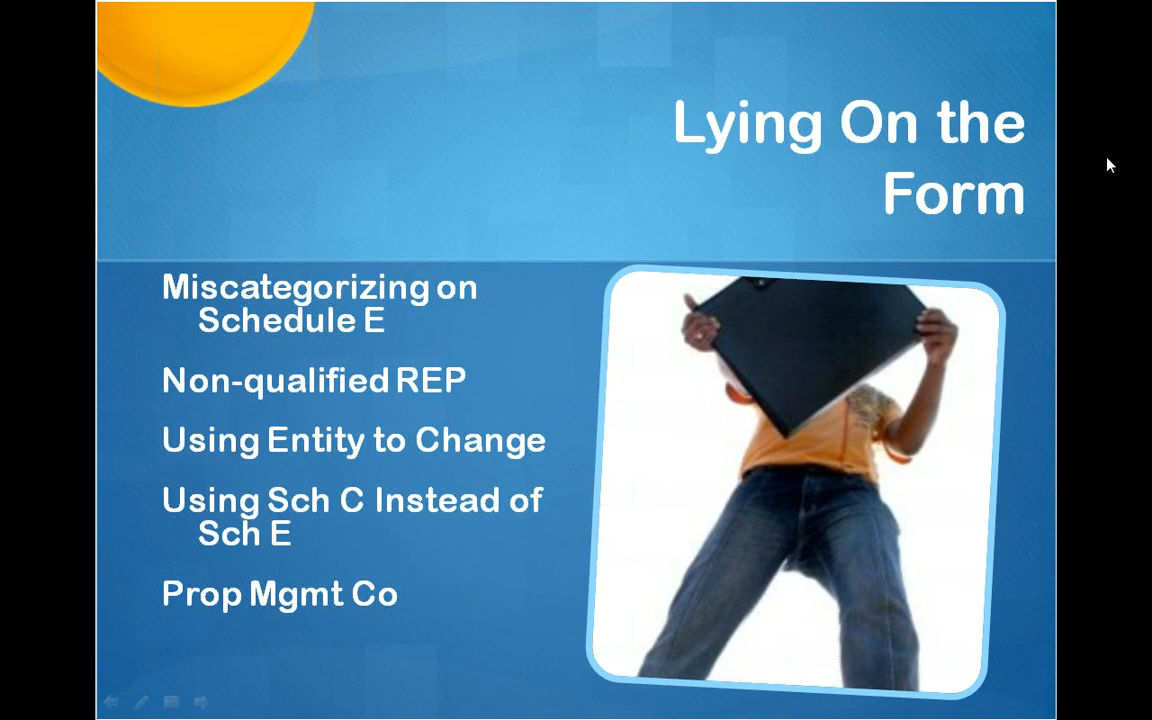 Lying On the
Form
Miscategorizing on
Schedule E
Non-qualified REP
Using Entity to Change
Using Sch C Instead of
Sch E
Prop Mgmt Co